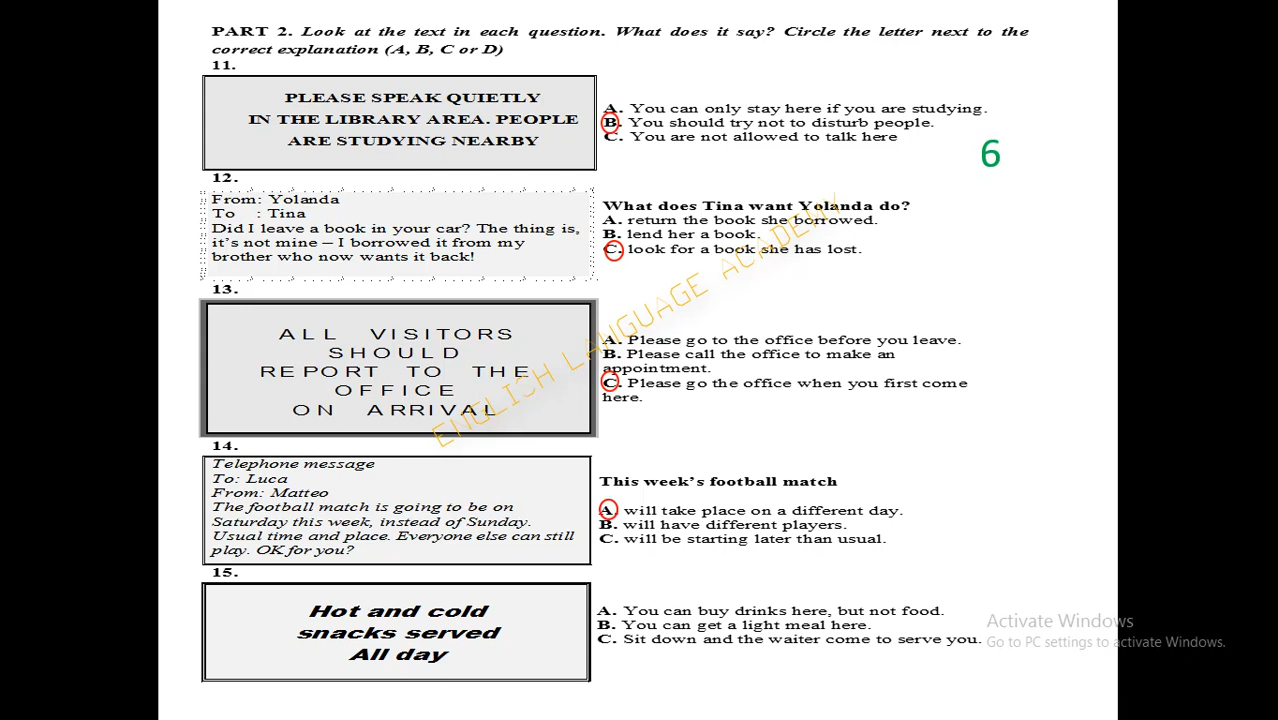 PART 2. Look at the text in each question. What does it say? Circle the letter next to the
correct explanation (A, B, C or D)
11.
PLEASE SPEAK QUIETLY
IN THE LIBRARY AREA. PEOPLE
ARE STUDYING NEARBY
A. You can only stay here if you are studying.
B. You should try not to disturb people.
C. You are not allowed to talk here
6
12.
From: Yolanda
To : Tina
Did I leave a book in your car? The thing is,
it's not mine – I borrowed it from my
brother who now wants it back!
What does Tina want Yolanda do?
A. return the book she borrowed.
B. lend her a book.
C. look for a book she has lost.
13.
ALL VISITORS
SHOULD
REPORT TO THE
OFFICE
ON ARRIVAL
A. Please go to the office before you leave.
B. Please call the office to make an
appointment.
C. Please go the office when you first come
here.
14.
Telephone message
To: Luca
From: Matteo
The football match is going to be on
Saturday this week, instead of Sunday.
Usual time and place. Everyone else can still
play. OK for you?
This week's football match
A. will take place on a different day.
B. will have different players.
C. will be starting later than usual.
15.
Hot and cold
snacks served
All day
A. You can buy drinks here, but not food.
B. You can get a light meal here.
C. Sit down and the waiter come to serve you.
ENGLISH LANGUAGE ACADEMY
Activate Windows
Go to PC settings to activate Windows.